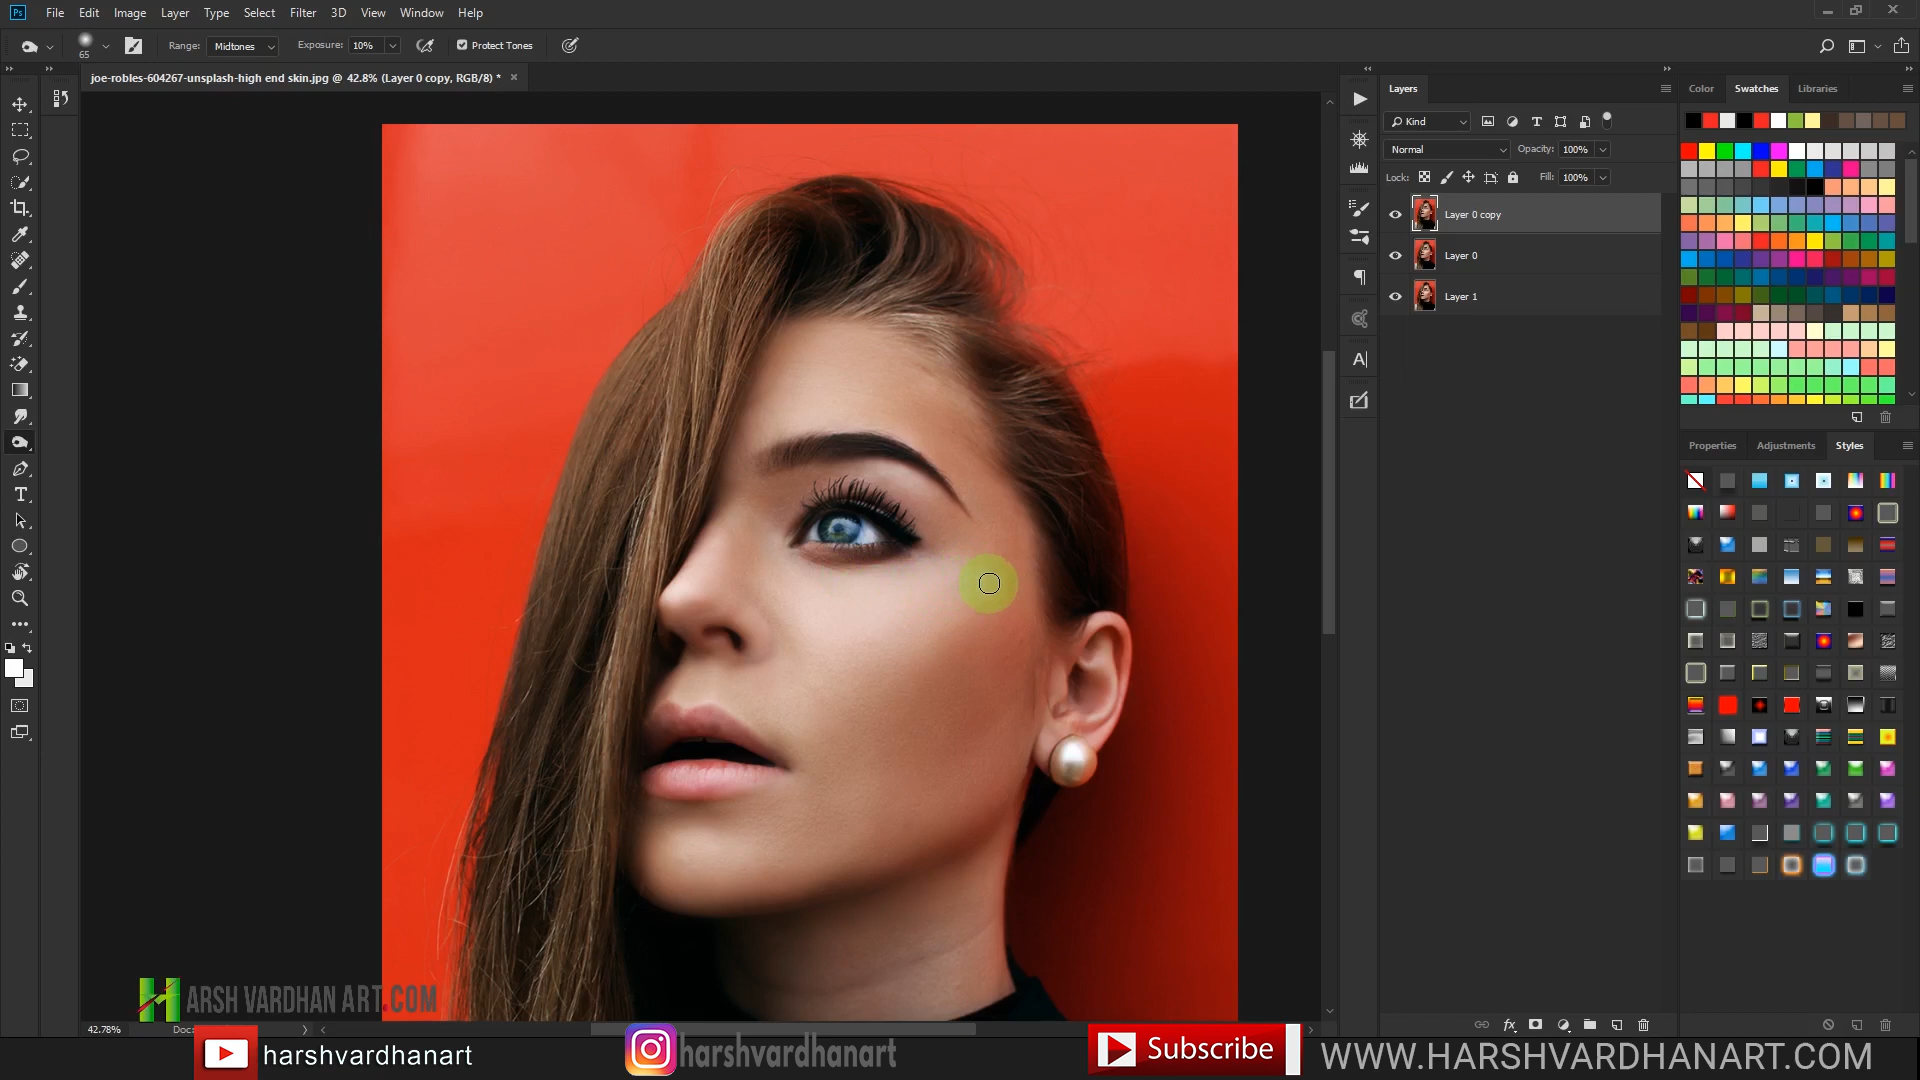 Ps File Edit Image Layer Type Select Filter 3D View Window Help
65 Range: Midtones Exposure: 10% Protect Tones
joe-robles-604267-unsplash-high end skin.jpg @ 42.8% (Layer 0 copy, RGB/8) * ×
Layers
Kind
Normal Opacity: 100%
Lock: Fill: 100%
Layer 0 copy
Layer 0
Layer 1
Color Swatches Libraries
Properties Adjustments Styles
HARSH VARDHAN ART.COM
42.78% Doc:
harshvardhanart
harshvardhanart
Subscribe
WWW.HARSHVARDHANART.COM